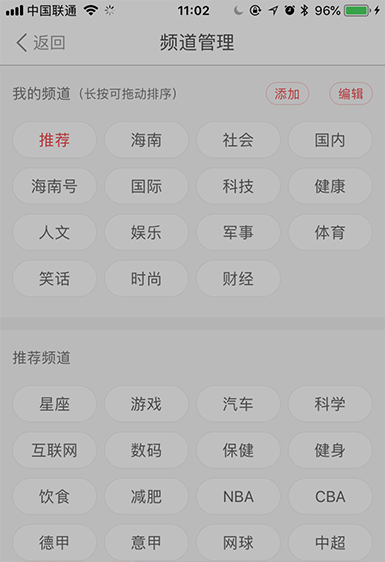 中国联通 11:02 96%
返回 频道管理
我的频道（长按可拖动排序） 添加 编辑
推荐 海南 社会 国内
海南号 国际 科技 健康
人文 娱乐 军事 体育
笑话 时尚 财经
推荐频道
星座 游戏 汽车 科学
互联网 数码 保健 健身
饮食 减肥 NBA CBA
德甲 意甲 网球 中超